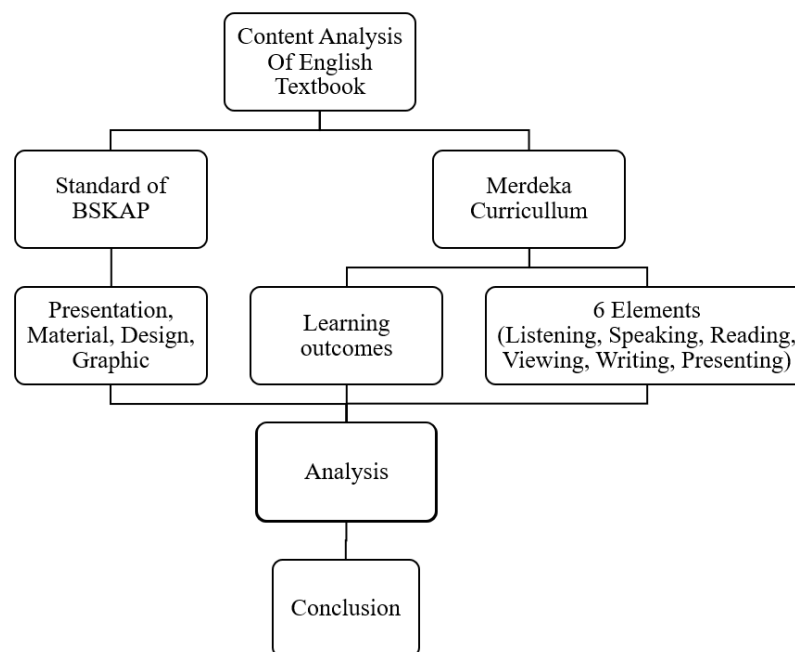 Content Analysis
Of English
Textbook
Standard of
BSKAP
Merdeka
Curricullum
Presentation,
Material, Design,
Graphic
Learning
outcomes
6 Elements
(Listening, Speaking, Reading,
Viewing, Writing, Presenting)
Analysis
Conclusion